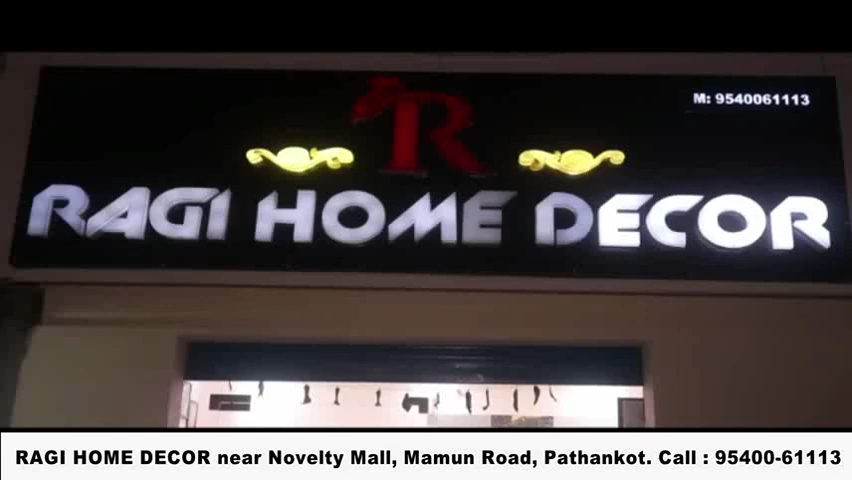 R
M: 9540061113
RAGI HOME DECOR
RAGI HOME DECOR near Novelty Mall, Mamun Road, Pathankot. Call : 95400-61113